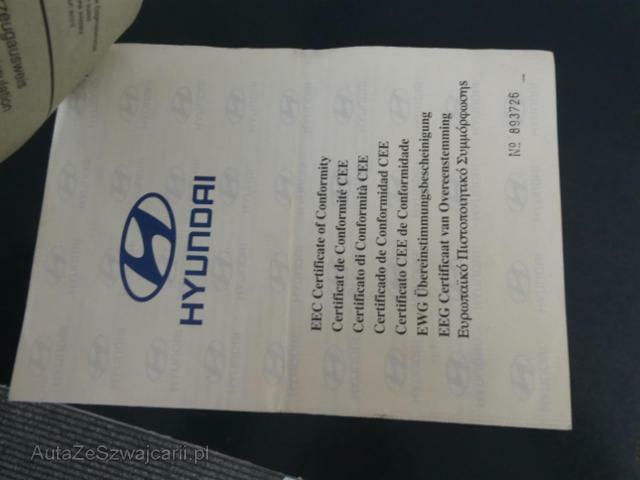 HYUNDAI
EEC Certificate of Conformity
Certificat de Conformité CEE
Certificato di Conformità CEE
Certificado de Conformidad CEE
Certificato CEE de Conformidade
EWG Übereinstimmungsbescheinigung
EEG Certificaat van Overeenstemming
Ευρωπαϊκό Πιστοποιητικό Συμμόρφωσης
Nº 893726
AutaZeSzwajcarii.pl